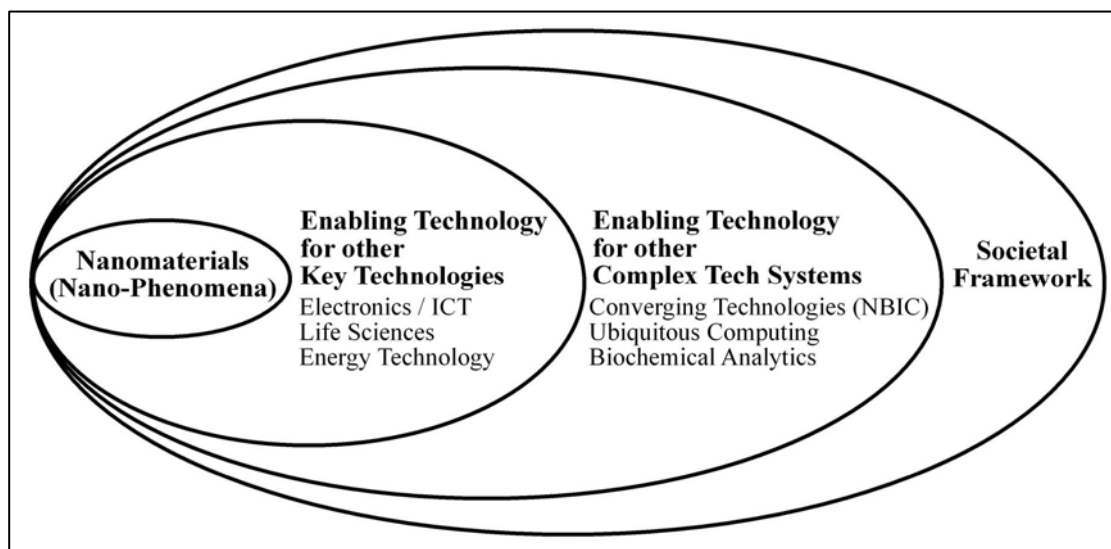 Nanomaterials
(Nano-Phenomena)
Enabling Technology
for other
Key Technologies
Electronics / ICT
Life Sciences
Energy Technology
Enabling Technology
for other
Complex Tech Systems
Converging Technologies (NBIC)
Ubiquitous Computing
Biochemical Analytics
Societal
Framework